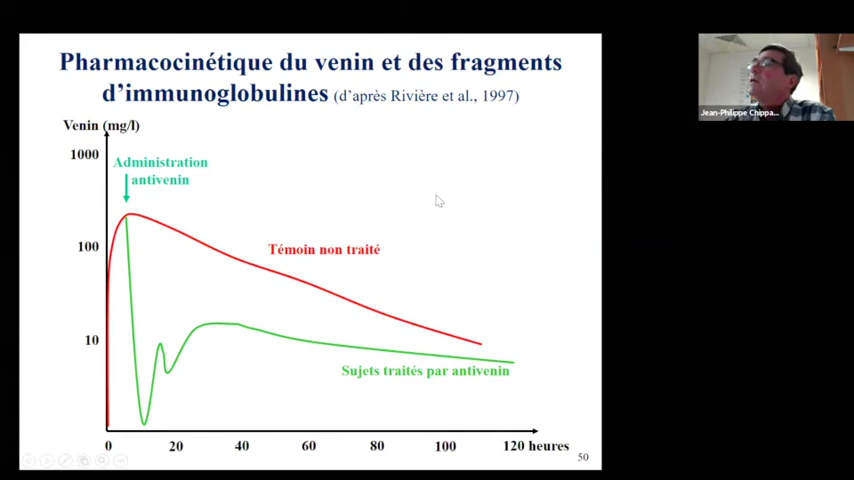 Pharmacocinétique du venin et des fragments
d'immunoglobulines (d'après Rivière et al., 1997)
Venin (mg/l)
1000
Administration
antivenin
100
Témoin non traité
10
Sujets traités par antivenin
0 20 40 60 80 100 120 heures
50
Jean-Philippe Chippa...